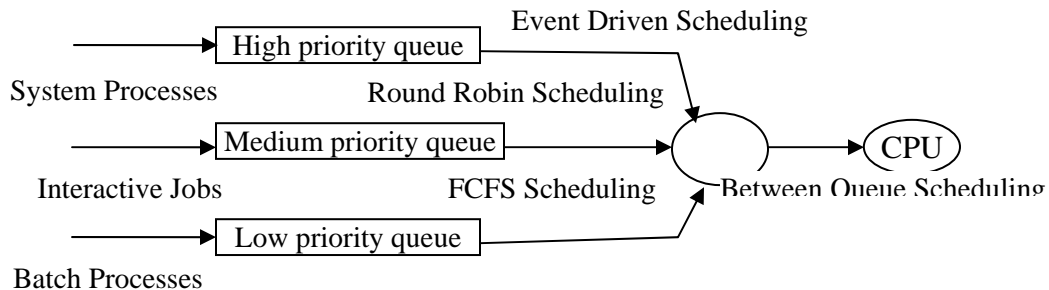 Event Driven Scheduling
High priority queue
System Processes
Round Robin Scheduling
Medium priority queue
CPU
Interactive Jobs
FCFS Scheduling
Between Queue Scheduling
Low priority queue
Batch Processes